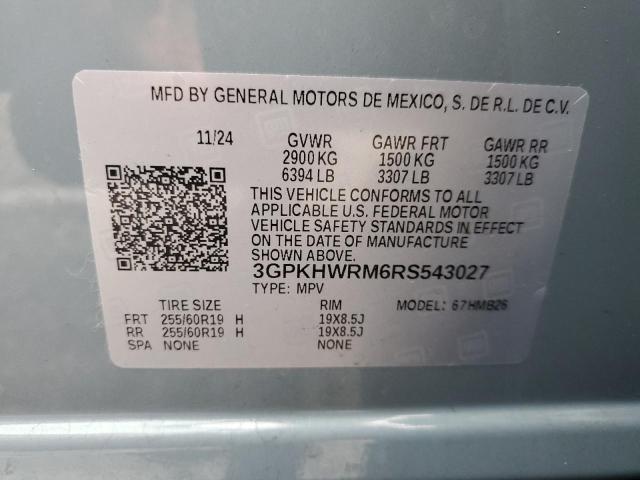 MFD BY GENERAL MOTORS DE MEXICO, S. DE R.L. DE C.V.
11/24 GVWR GAWR FRT GAWR RR
2900 KG 1500 KG 1500 KG
6394 LB 3307 LB 3307 LB
THIS VEHICLE CONFORMS TO ALL
APPLICABLE U.S. FEDERAL MOTOR
VEHICLE SAFETY STANDARDS IN EFFECT
ON THE DATE OF MANUFACTURE
SHOWN ABOVE.
3GPKHWRM6RS543027
TYPE: MPV MODEL: 67HMB26
TIRE SIZE RIM
FRT 255/60R19 H 19X8.5J
RR 255/60R19 H 19X8.5J
SPA NONE NONE